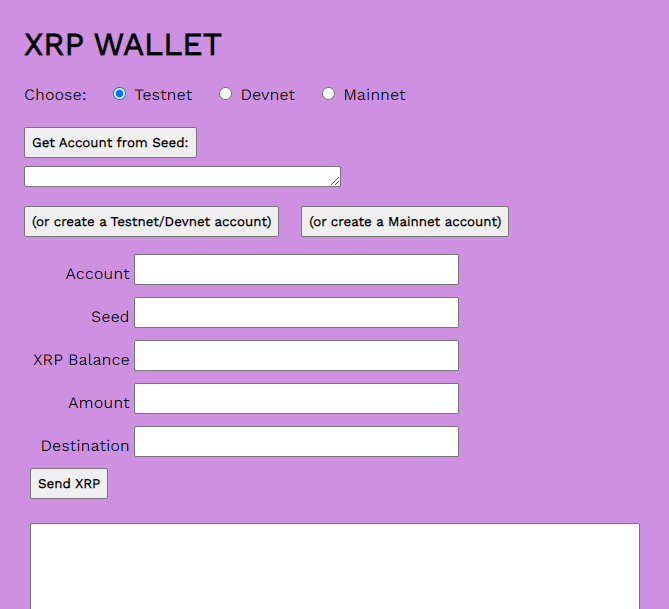 XRP WALLET
Choose: Testnet Devnet Mainnet
Get Account from Seed:
(or create a Testnet/Devnet account) (or create a Mainnet account)
Account
Seed
XRP Balance
Amount
Destination
Send XRP